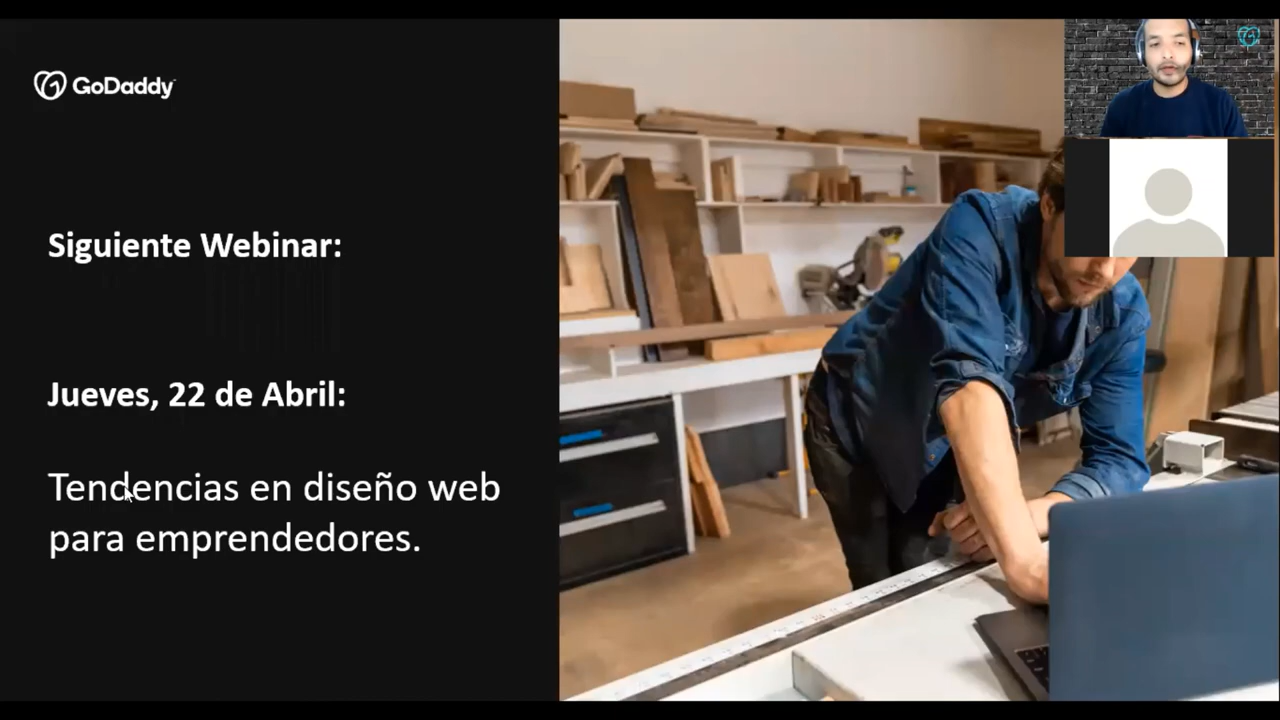 GoDaddy
Siguiente Webinar:
Jueves, 22 de Abril:
Tendencias en diseño web
para emprendedores.